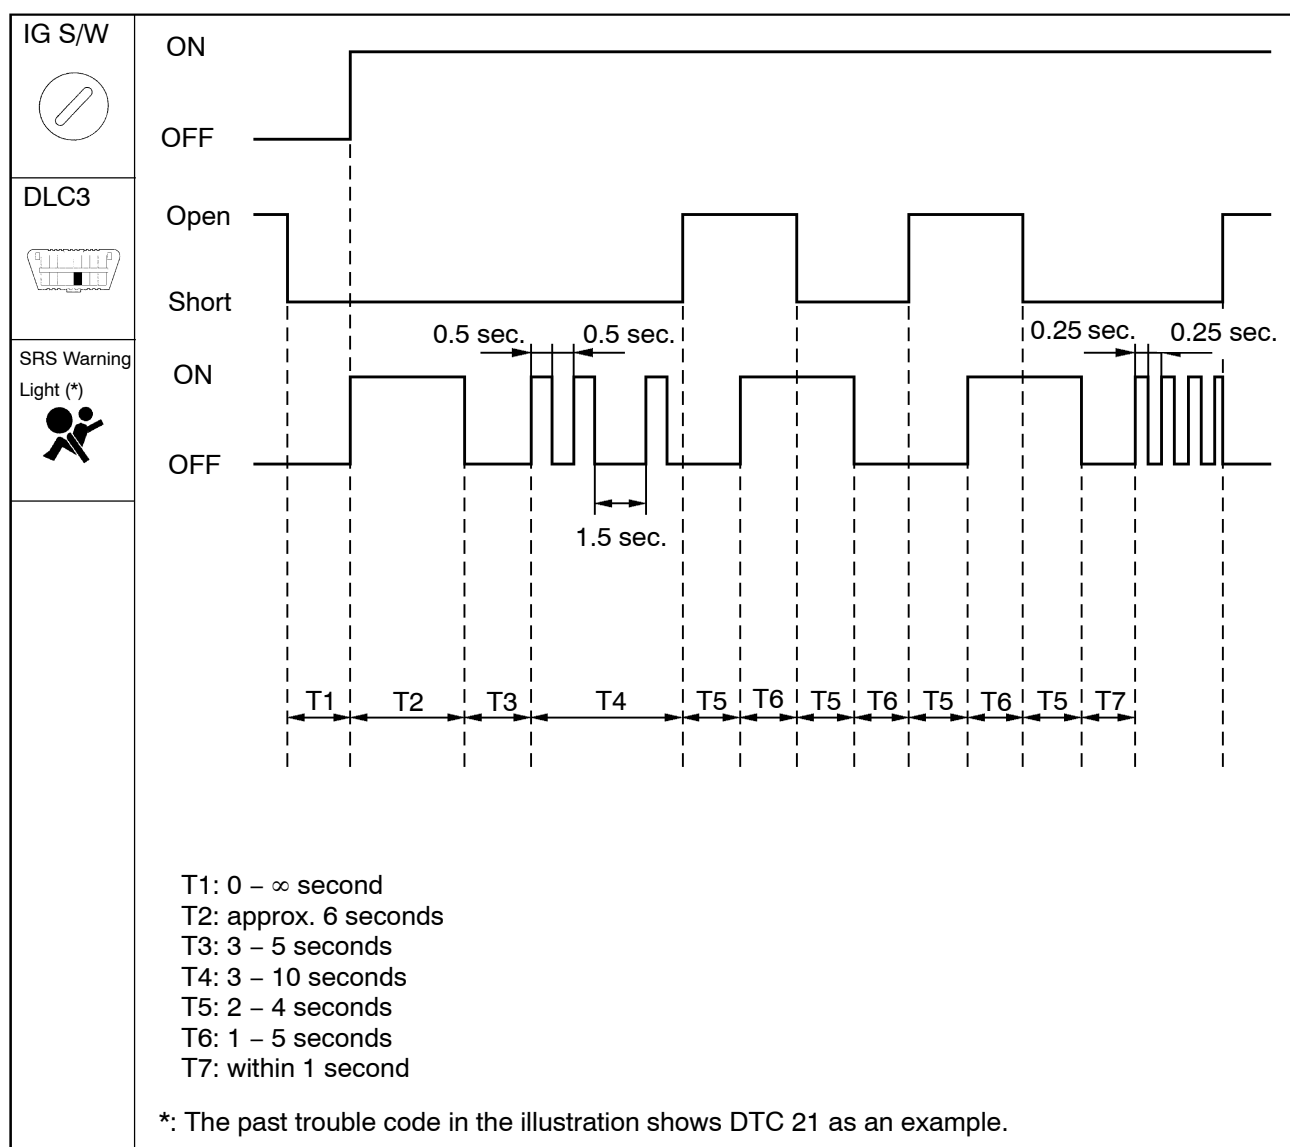 IG S/W
ON
OFF
DLC3
Open
Short
0.5 sec. 0.5 sec. 0.25 sec. 0.25 sec.
SRS Warning
Light (*)
ON
OFF
1.5 sec.
T1 T2 T3 T4 T5 T6 T5 T6 T5 T6 T5 T7
T1: 0 – ∞ second
T2: approx. 6 seconds
T3: 3 – 5 seconds
T4: 3 – 10 seconds
T5: 2 – 4 seconds
T6: 1 – 5 seconds
T7: within 1 second
*: The past trouble code in the illustration shows DTC 21 as an example.